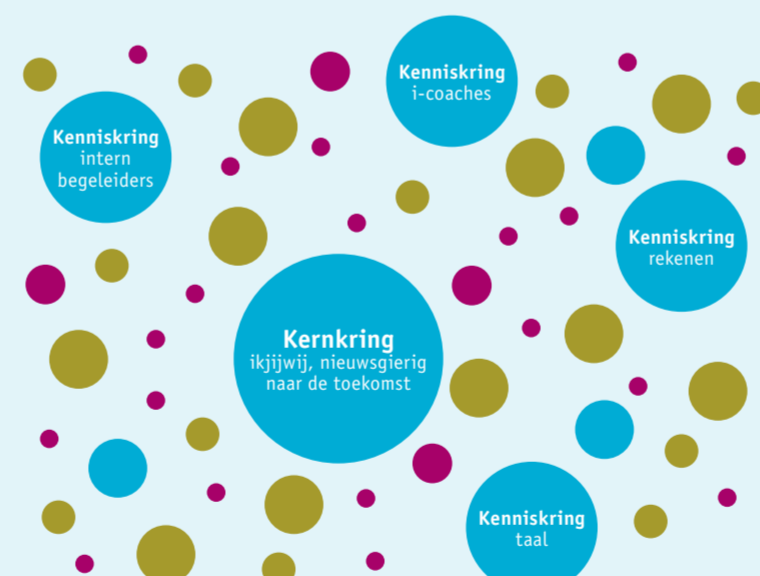 Kenniskring
i-coaches
Kenniskring
intern
begeleiders
Kenniskring
rekenen
Kernkring
ikjijwij, nieuwsgierig
naar de toekomst
Kenniskring
taal